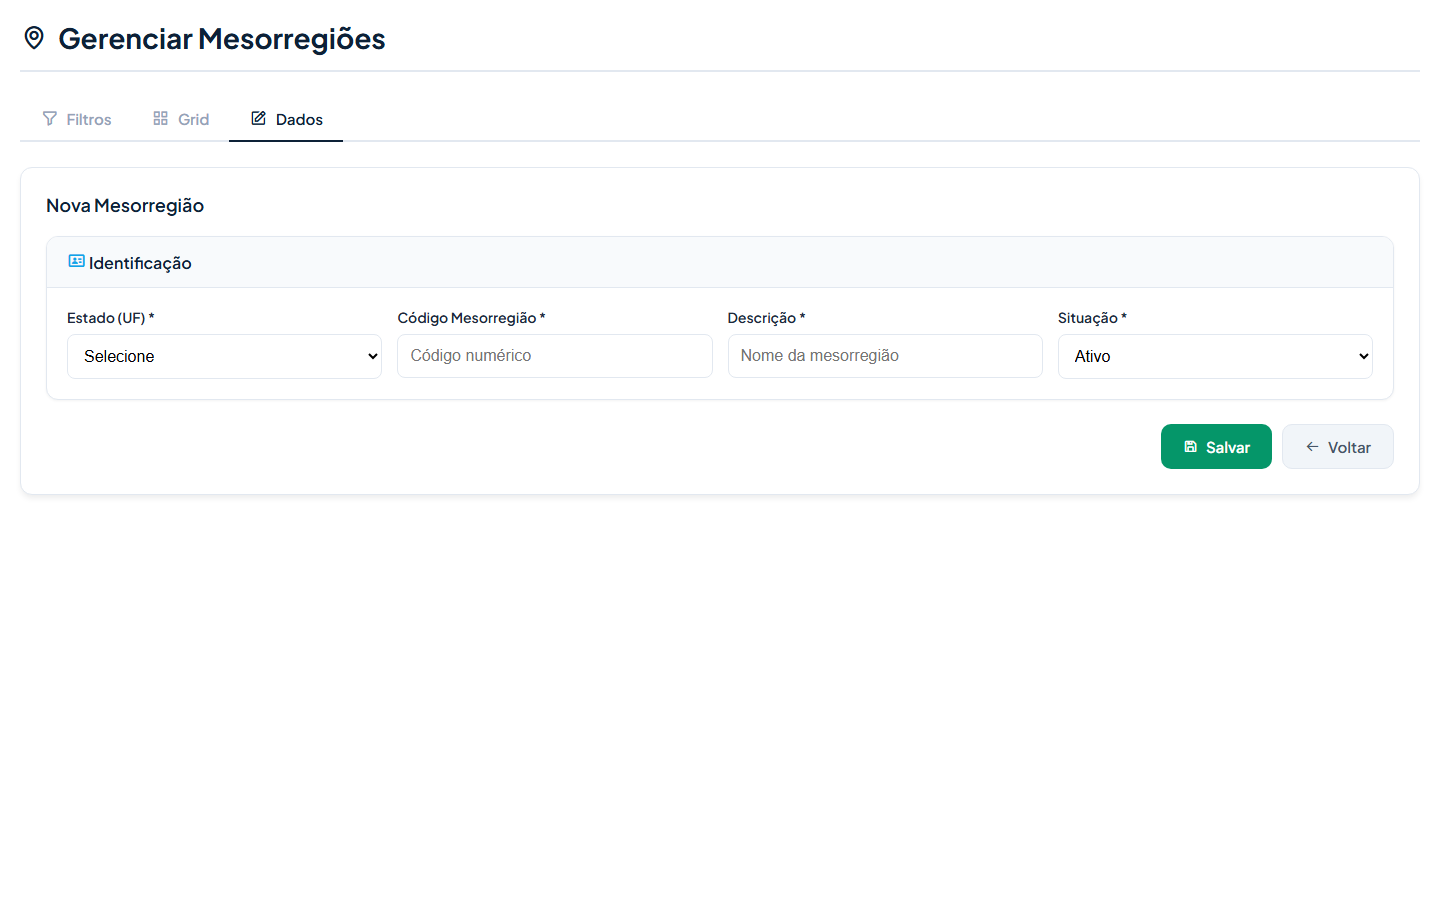 Gerenciar Mesorregiões
Filtros Grid Dados
Nova Mesorregião
Identificação
Estado (UF) * Código Mesorregião * Descrição * Situação *
Selecione Código numérico Nome da mesorregião Ativo
Salvar Voltar